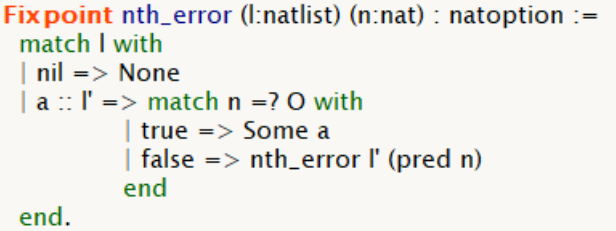 Fixpoint nth_error (l:natlist) (n:nat) : natoption :=
match l with
| nil => None
| a :: l' => match n =? O with
| true => Some a
| false => nth_error l' (pred n)
end
end.